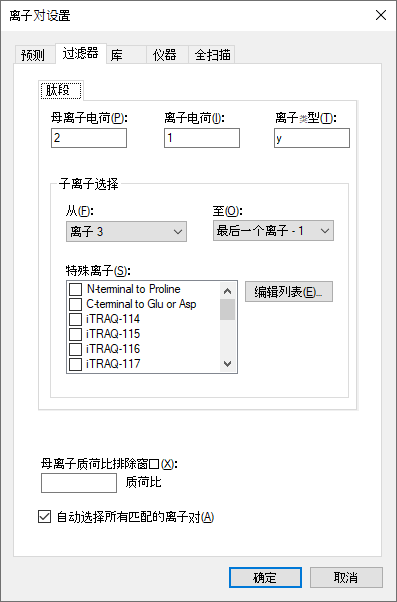 离子对设置
预测 过滤器 库 仪器 全扫描
肽段
母离子电荷(P): 离子电荷(I): 离子类型(T):
2 1 y
子离子选择
从(F): 至(O):
离子 3 最后一个离子 - 1
特殊离子(S):
N-terminal to Proline 编辑列表(E)...
C-terminal to Glu or Asp
iTRAQ-114
iTRAQ-115
iTRAQ-116
iTRAQ-117
母离子质荷比排除窗口(X):
质荷比
自动选择所有匹配的离子对(A)
确定 取消